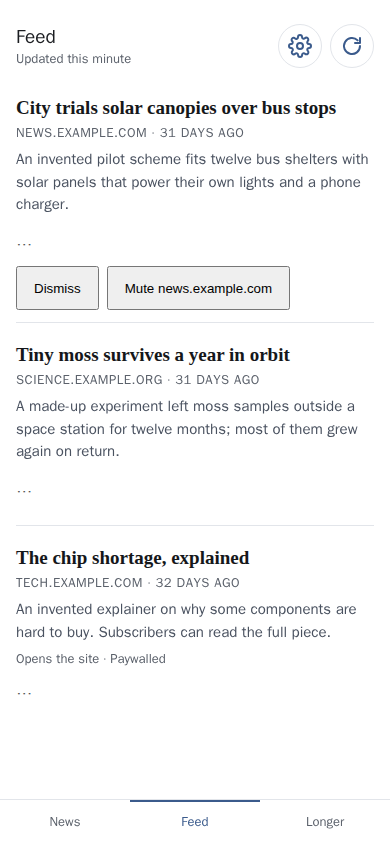 Feed
Updated this minute
City trials solar canopies over bus stops
NEWS.EXAMPLE.COM · 31 DAYS AGO
An invented pilot scheme fits twelve bus shelters with
solar panels that power their own lights and a phone
charger.
...
Dismiss
Mute news.example.com
Tiny moss survives a year in orbit
SCIENCE.EXAMPLE.ORG · 31 DAYS AGO
A made-up experiment left moss samples outside a
space station for twelve months; most of them grew
again on return.
...
The chip shortage, explained
TECH.EXAMPLE.COM · 32 DAYS AGO
An invented explainer on why some components are
hard to buy. Subscribers can read the full piece.
Opens the site · Paywalled
...
News
Feed
Longer